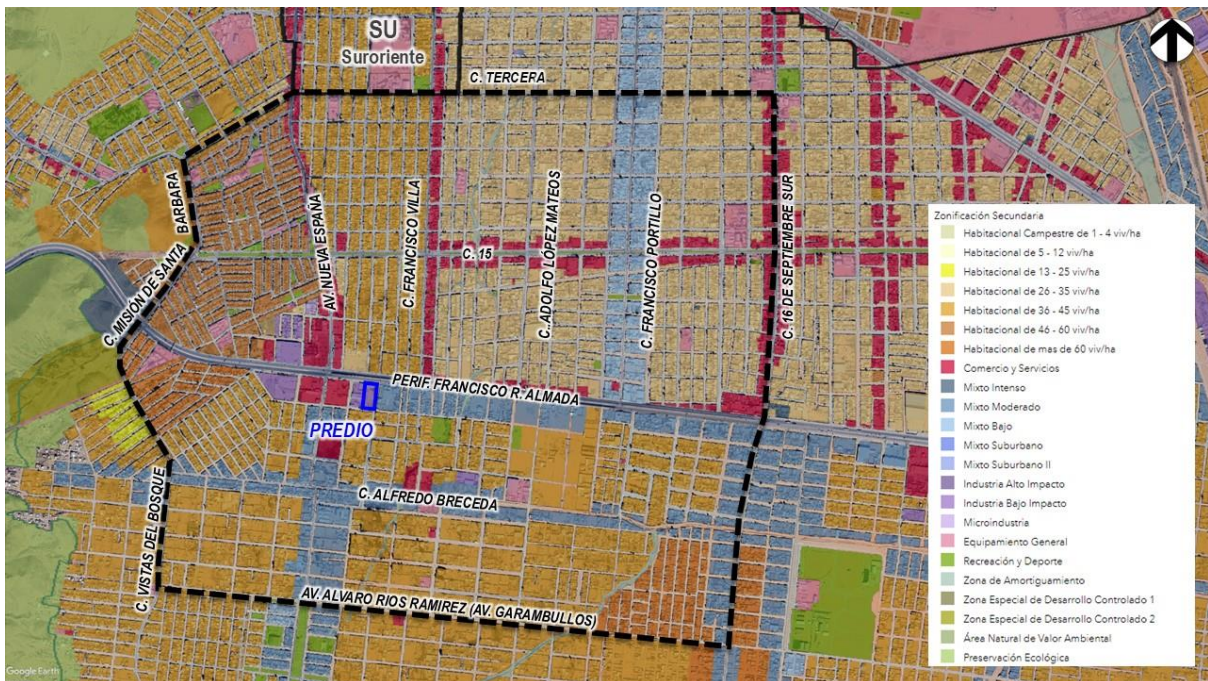 SU
Suroriente
C. TERCERA
C. MISIÓN DE SANTA BARBARA
AV. NUEVA ESPAÑA
C. FRANCISCO VILLA
C. 15
C. ADOLFO LÓPEZ MATEOS
C. FRANCISCO PORTILLO
C. 16 DE SEPTIEMBRE SUR
PERIF. FRANCISCO R. ALMADA
PREDIO
C. ALFREDO BRECEDA
C. VISTAS DEL BOSQUE
AV. ALVARO RIOS RAMIREZ (AV. GARAMBULLOS)
Zonificación Secundaria
Habitacional Campestre de 1 - 4 viv/ha
Habitacional de 5 - 12 viv/ha
Habitacional de 13 - 25 viv/ha
Habitacional de 26 - 35 viv/ha
Habitacional de 36 - 45 viv/ha
Habitacional de 46 - 60 viv/ha
Habitacional de mas de 60 viv/ha
Comercio y Servicios
Mixto Intenso
Mixto Moderado
Mixto Bajo
Mixto Suburbano
Mixto Suburbano II
Industria Alto Impacto
Industria Bajo Impacto
Microindustria
Equipamiento General
Recreación y Deporte
Zona de Amortiguamiento
Zona Especial de Desarrollo Controlado 1
Zona Especial de Desarrollo Controlado 2
Área Natural de Valor Ambiental
Preservación Ecológica
Google Earth